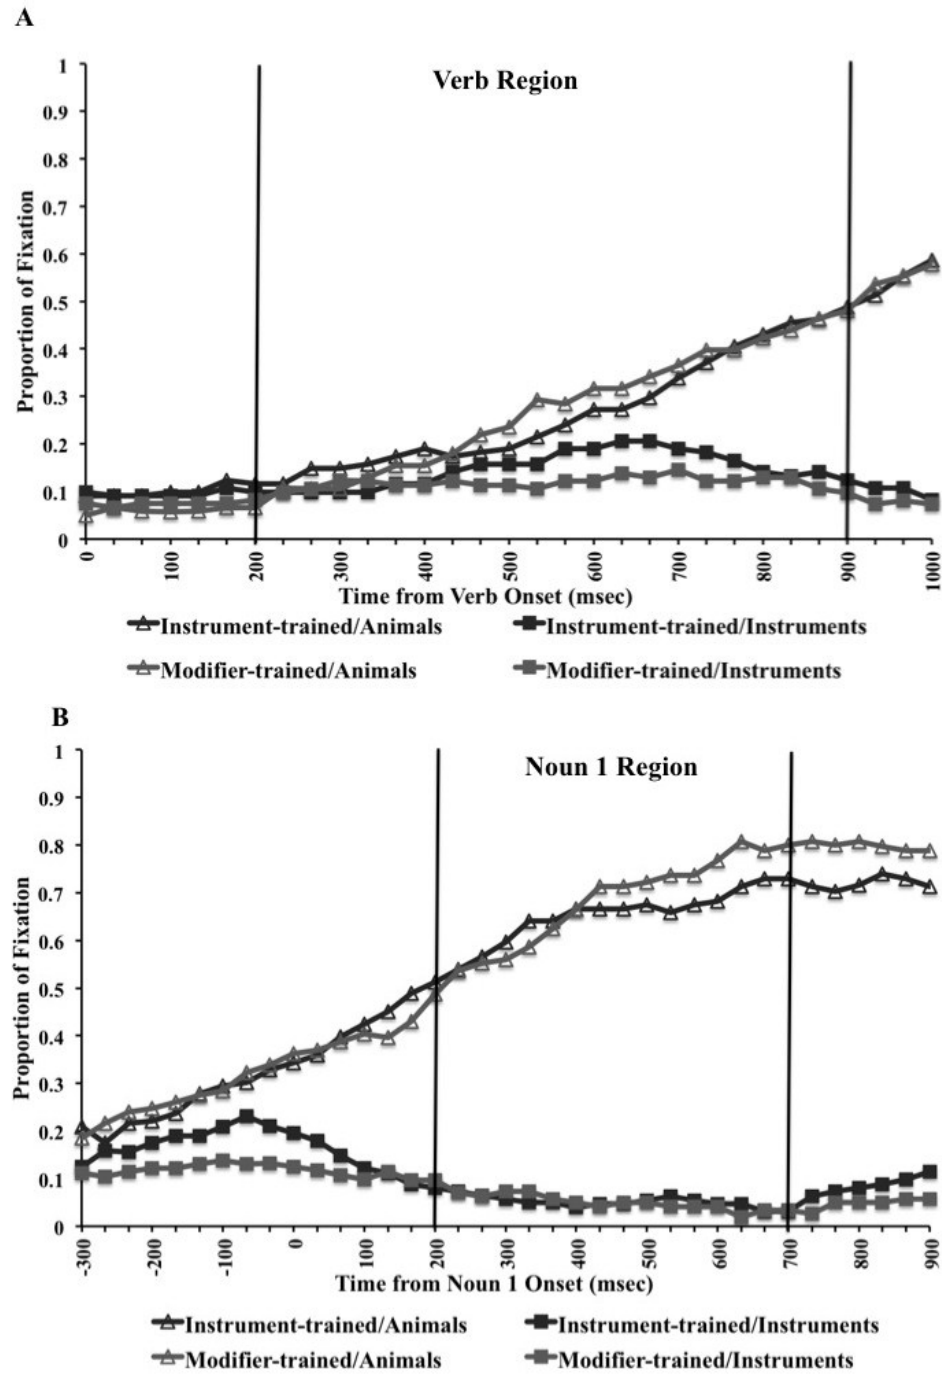 A
Verb Region
Proportion of Fixation
1
0.9
0.8
0.7
0.6
0.5
0.4
0.3
0.2
0.1
0
0 100 200 300 400 500 600 700 800 900 1000
Time from Verb Onset (msec)
Instrument-trained/Animals Instrument-trained/Instruments
Modifier-trained/Animals Modifier-trained/Instruments
B
Noun 1 Region
Proportion of Fixation
1
0.9
0.8
0.7
0.6
0.5
0.4
0.3
0.2
0.1
0
-300 -200 -100 0 100 200 300 400 500 600 700 800 900
Time from Noun 1 Onset (msec)
Instrument-trained/Animals Instrument-trained/Instruments
Modifier-trained/Animals Modifier-trained/Instruments